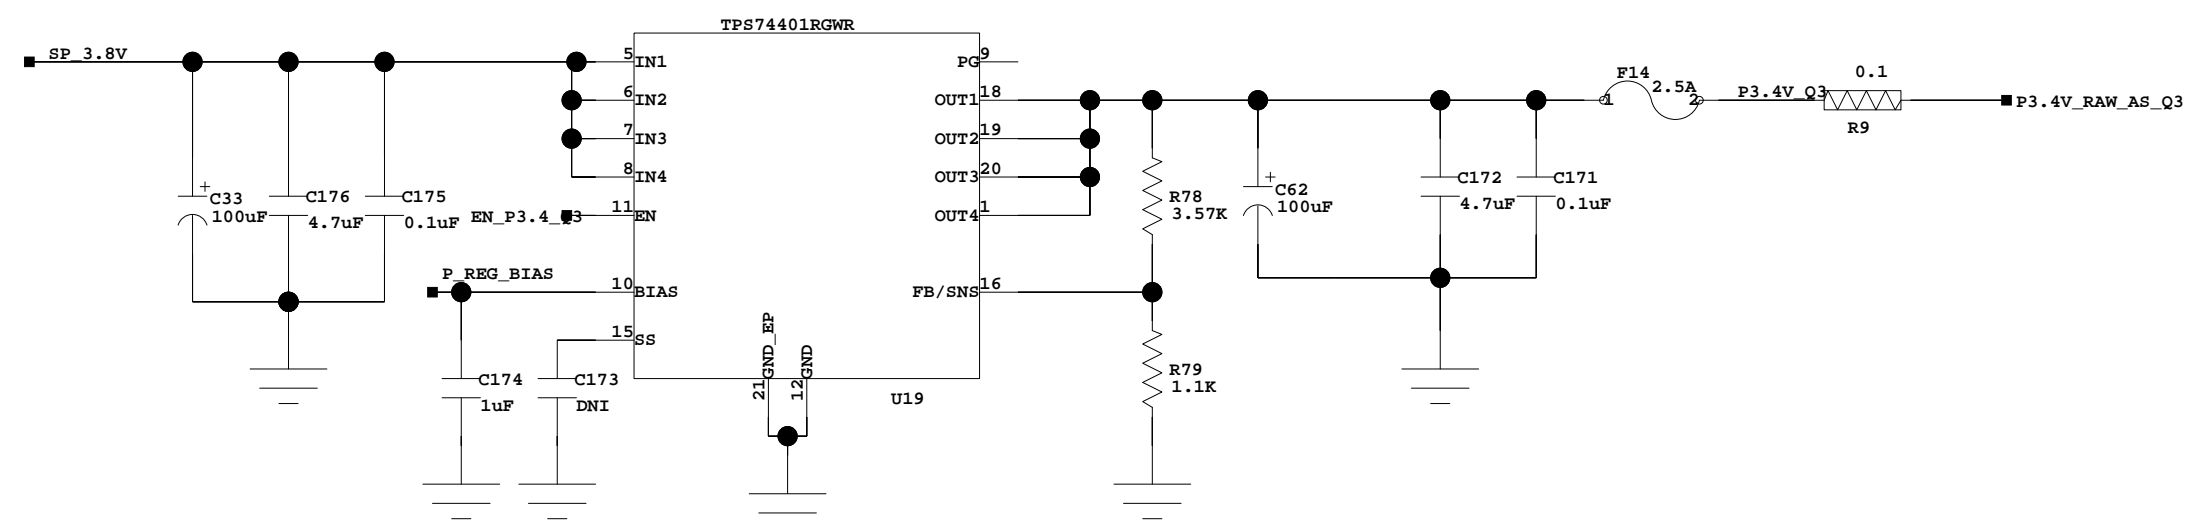 TPS74401RGWR
SP_3.8V
5
IN1
PG
9
6
IN2
OUT1
18
7
IN3
OUT2
19
8
IN4
OUT3
20
11
EN
OUT4
1
EN_P3.4_Q3
P_REG_BIAS
10
BIAS
FB/SNS
16
15
SS
GND_EP
21
GND
12
U19
+
C33
100uF
C176
4.7uF
C175
0.1uF
C174
1uF
C173
DNI
R78
3.57K
R79
1.1K
+
C62
100uF
C172
4.7uF
C171
0.1uF
F14
2.5A
1
2
P3.4V_Q3
0.1
R9
P3.4V_RAW_AS_Q3